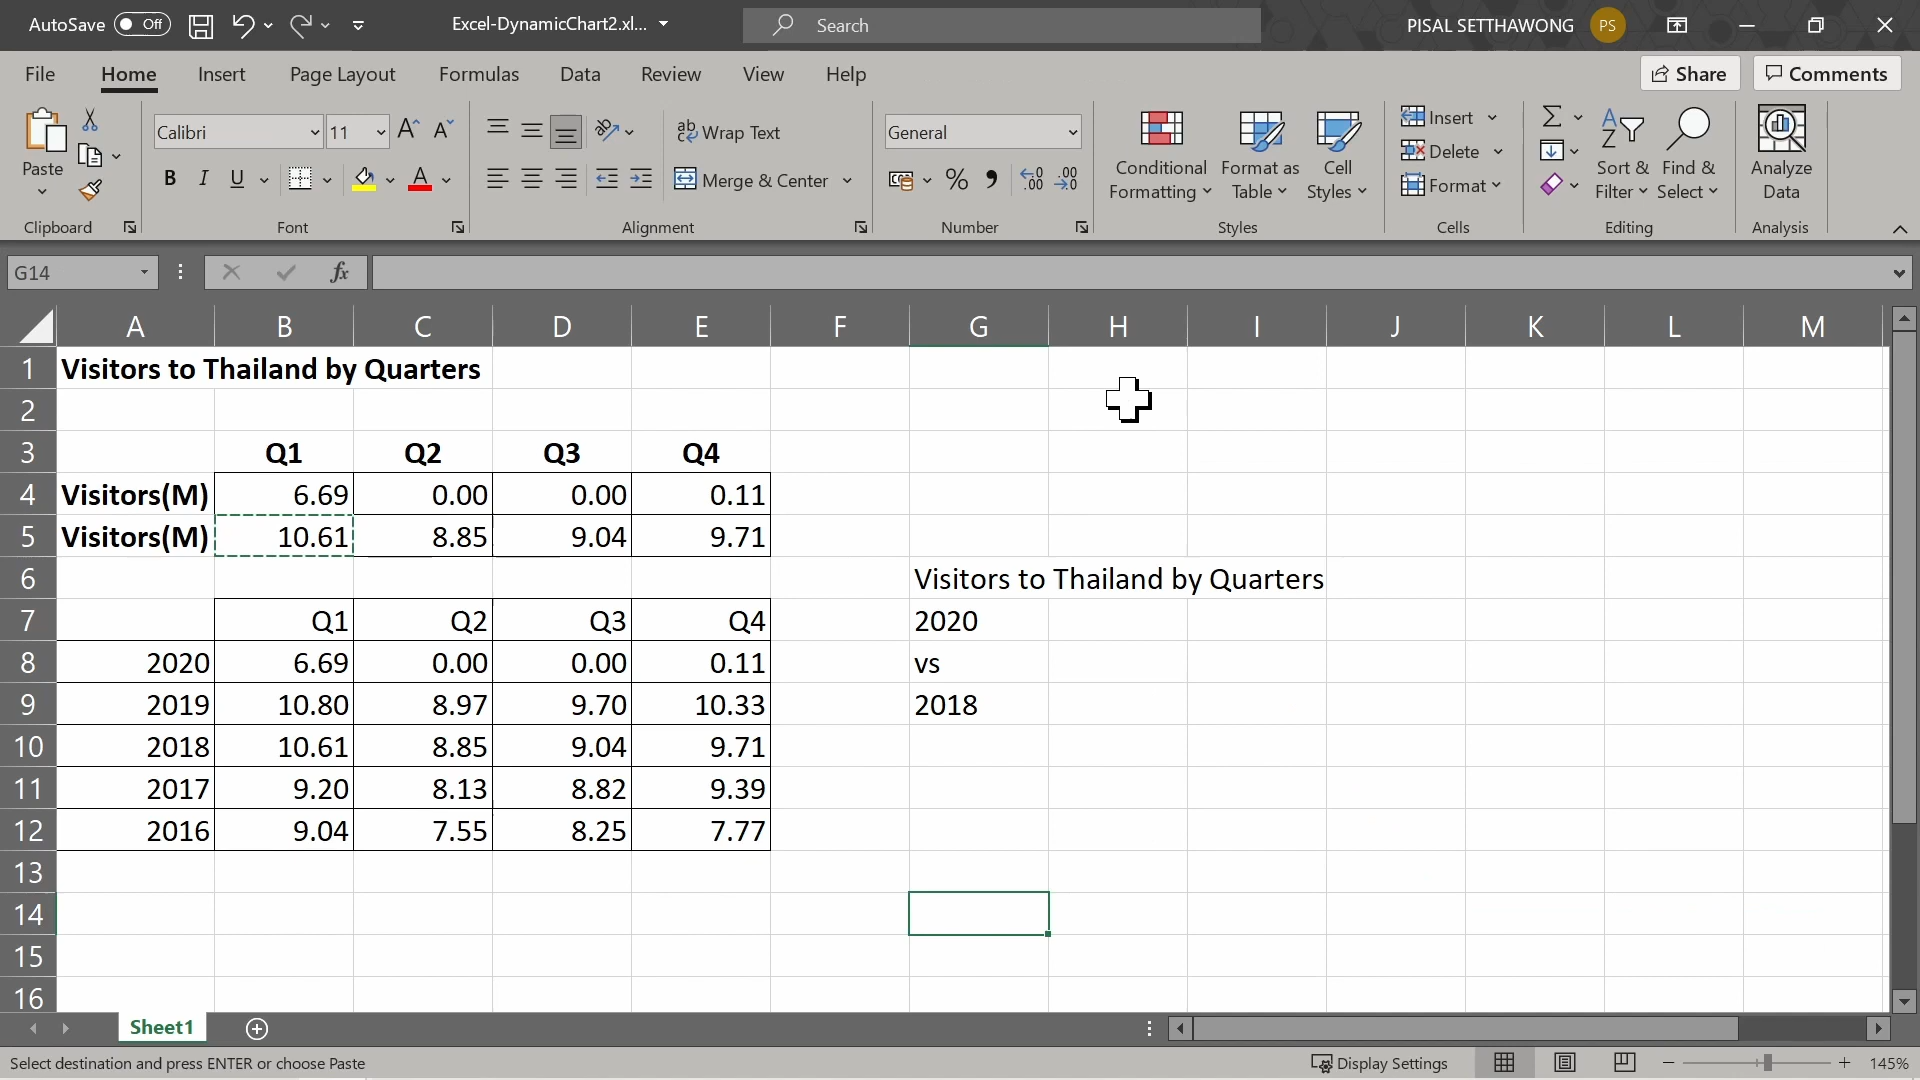 AutoSave Off Excel-DynamicChart2.xl... Search PISAL SETTHAWONG PS
File Home Insert Page Layout Formulas Data Review View Help Share Comments
Calibri 11 Wrap Text General Insert
Paste Conditional Format as Cell Delete Sort & Find & Analyze
B I U A Merge & Center % Formatting Table Styles Format Filter Select Data
Clipboard Font Alignment Number Styles Cells Editing Analysis
G14 fx
A B C D E F G H I J K L M
1 Visitors to Thailand by Quarters
2
3 Q1 Q2 Q3 Q4
4 Visitors(M) 6.69 0.00 0.00 0.11
5 Visitors(M) 10.61 8.85 9.04 9.71
6 Visitors to Thailand by Quarters
7 Q1 Q2 Q3 Q4 2020
8 2020 6.69 0.00 0.00 0.11 vs
9 2019 10.80 8.97 9.70 10.33 2018
10 2018 10.61 8.85 9.04 9.71
11 2017 9.20 8.13 8.82 9.39
12 2016 9.04 7.55 8.25 7.77
13
14
15
16
Sheet1
Select destination and press ENTER or choose Paste Display Settings 145%